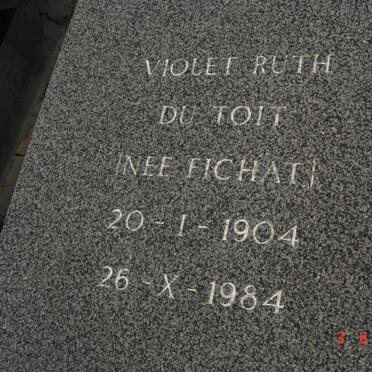 VIOLET RUTH
DU TOIT
(NEE FICHAT)
20-I-1904
26-X-1984